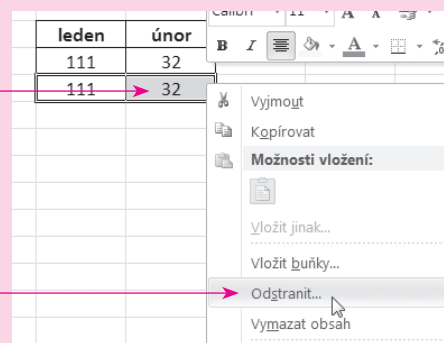 Calibri 11 A A
leden únor
B I A
111 32
111 32
Vyjmout
Kopírovat
Možnosti vložení:
Vložit jinak...
Vložit buňky...
Odstranit...
Vymazat obsah